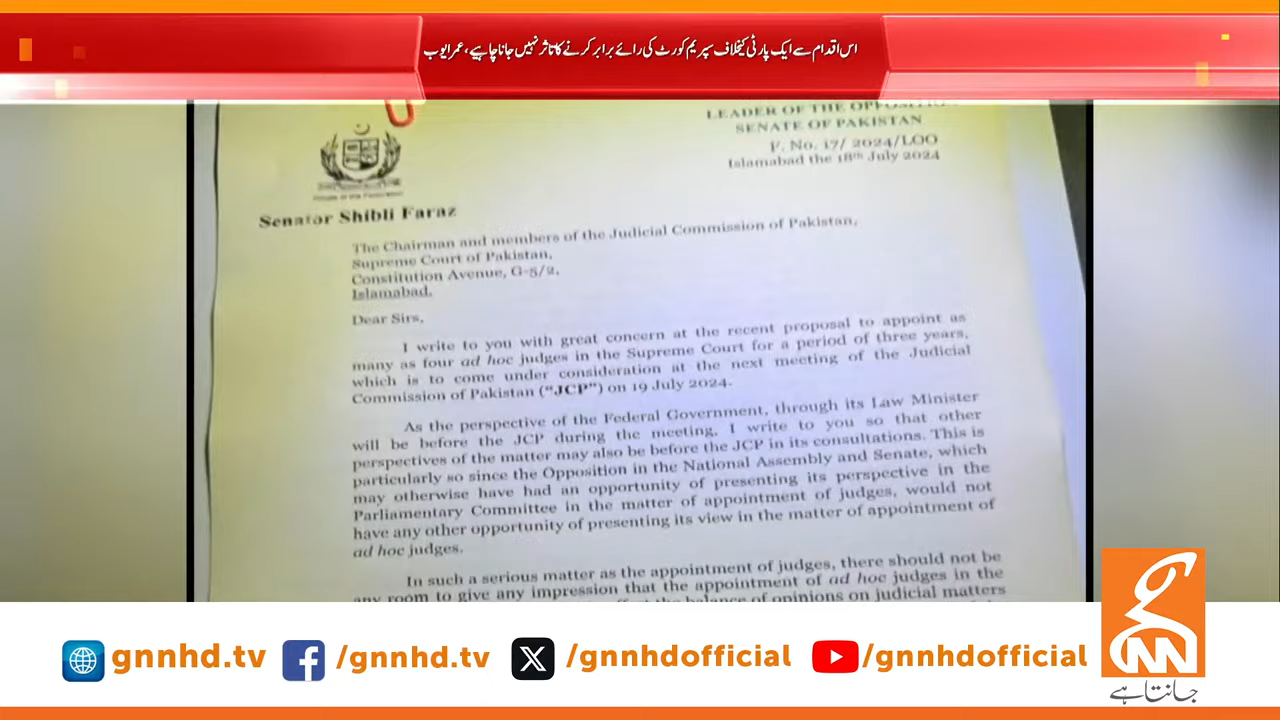 اس اقدام سے ایک پارٹی کیخلاف سپریم کورٹ کی رائے برابر کرنے کا تاثر نہیں جانا چاہیے، عمر ایوب
LEADER OF THE OPPOSITION
SENATE OF PAKISTAN
F. No. 17/ 2024/LOO
Islamabad the 18th July 2024
Senator Shibli Faraz
The Chairman and members of the Judicial Commission of Pakistan,
Supreme Court of Pakistan,
Constitution Avenue, G-5/2,
Islamabad.
Dear Sirs,
I write to you with great concern at the recent proposal to appoint as
many as four ad hoc judges in the Supreme Court for a period of three years,
which is to come under consideration at the next meeting of the Judicial
Commission of Pakistan ("JCP") on 19 July 2024.
As the perspective of the Federal Government, through its Law Minister
will be before the JCP during the meeting, I write to you so that other
perspectives of the matter may also be before the JCP in its consultations. This is
particularly so since the Opposition in the National Assembly and Senate, which
may otherwise have had an opportunity of presenting its perspective in the
Parliamentary Committee in the matter of appointment of judges, would not
have any other opportunity of presenting its view in the matter of appointment of
ad hoc judges.
In such a serious matter as the appointment of judges, there should not be
any room to give any impression that the appointment of ad hoc judges in the
balance of opinions on judicial matters
gnnhd.tv
/gnnhd.tv
/gnnhdofficial
/gnnhdofficial
GNN
جانتا ہے